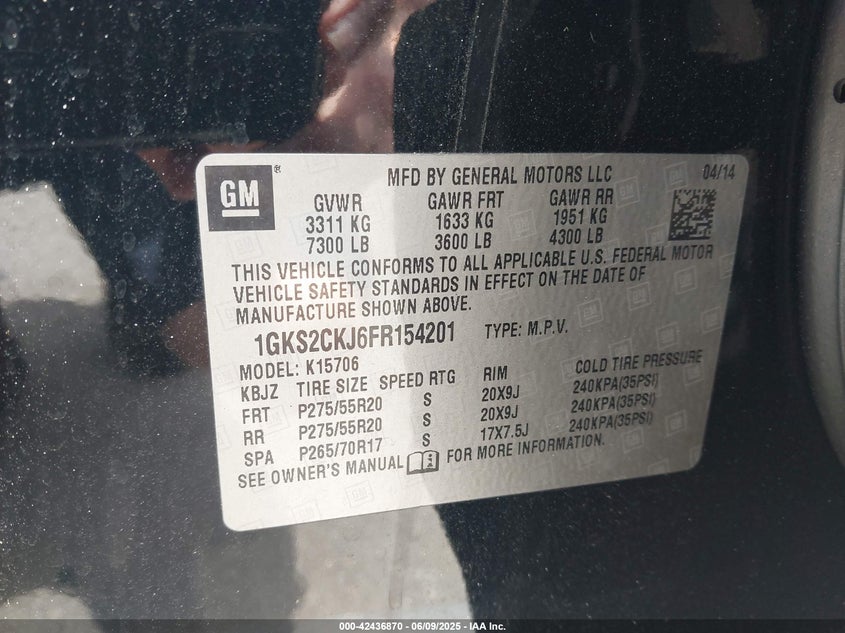 GM®
MFD BY GENERAL MOTORS LLC 04/14
GVWR GAWR FRT GAWR RR
3311 KG 1633 KG 1951 KG
7300 LB 3600 LB 4300 LB
THIS VEHICLE CONFORMS TO ALL APPLICABLE U.S. FEDERAL MOTOR
VEHICLE SAFETY STANDARDS IN EFFECT ON THE DATE OF
MANUFACTURE SHOWN ABOVE.
1GKS2CKJ6FR154201 TYPE: M.P.V.
MODEL: K15706
KBJZ TIRE SIZE SPEED RTG RIM COLD TIRE PRESSURE
FRT P275/55R20 S 20X9J 240KPA(35PSI)
RR P275/55R20 S 20X9J 240KPA(35PSI)
SPA P265/70R17 S 17X7.5J 240KPA(35PSI)
SEE OWNER'S MANUAL FOR MORE INFORMATION.
000-42436870 - 06/09/2025 - IAA Inc.